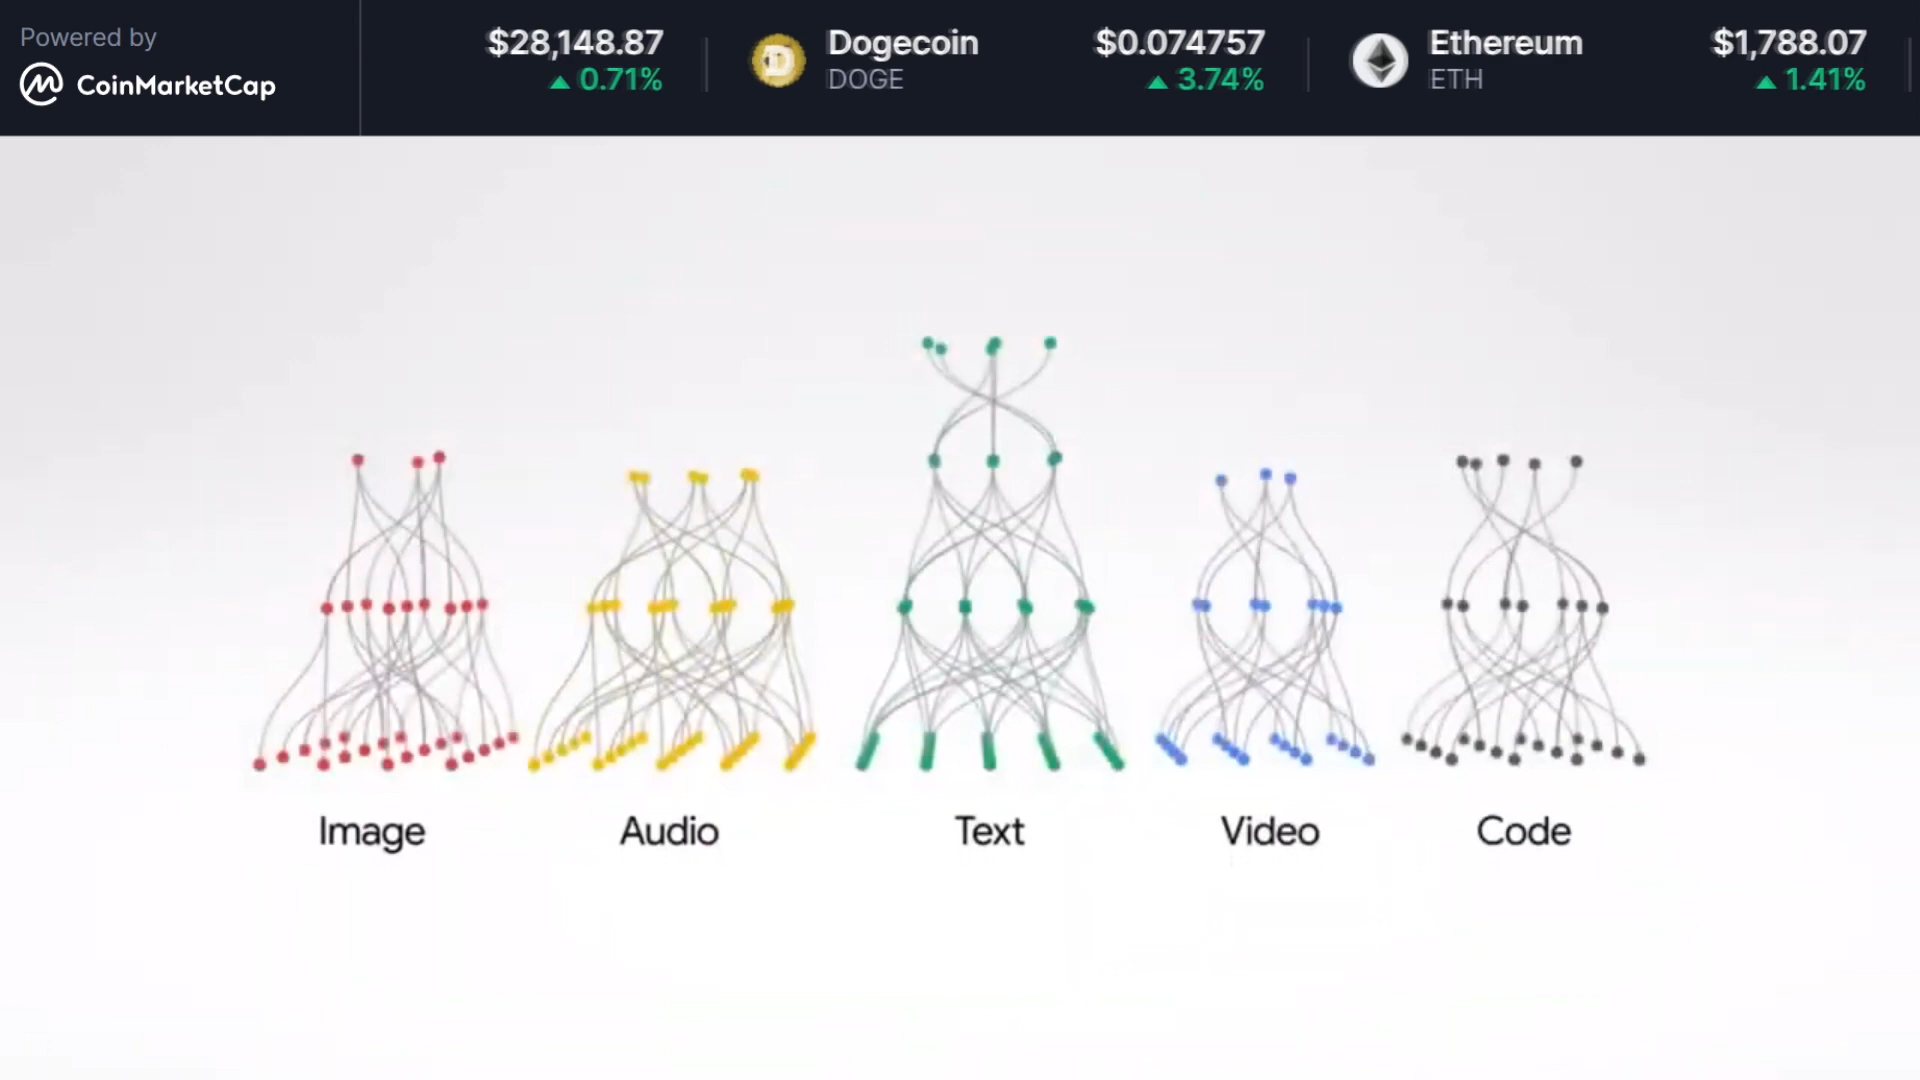 Powered by
CoinMarketCap
$28,148.87
0.71%
Dogecoin
DOGE
$0.074757
3.74%
Ethereum
ETH
$1,788.07
1.41%
Image
Audio
Text
Video
Code